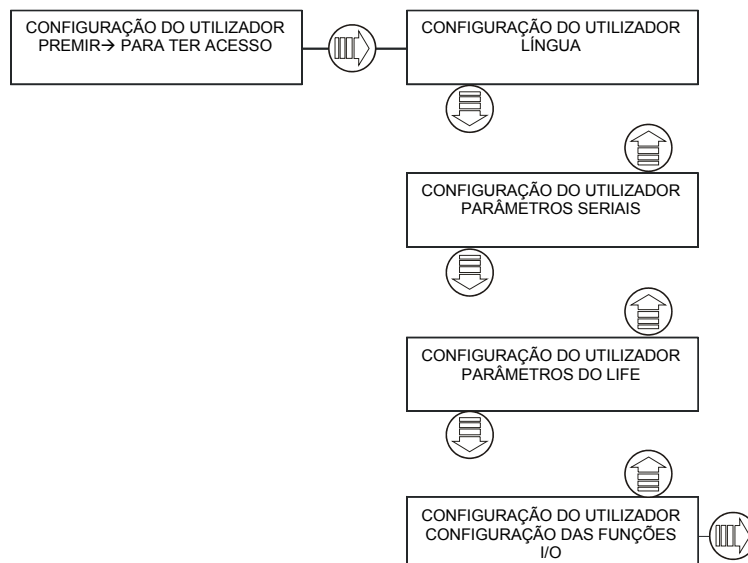 CONFIGURAÇÃO DO UTILIZADOR
PREMIR→ PARA TER ACESSO
CONFIGURAÇÃO DO UTILIZADOR
LÍNGUA
CONFIGURAÇÃO DO UTILIZADOR
PARÂMETROS SERIAIS
CONFIGURAÇÃO DO UTILIZADOR
PARÂMETROS DO LIFE
CONFIGURAÇÃO DO UTILIZADOR
CONFIGURAÇÃO DAS FUNÇÕES
I/O